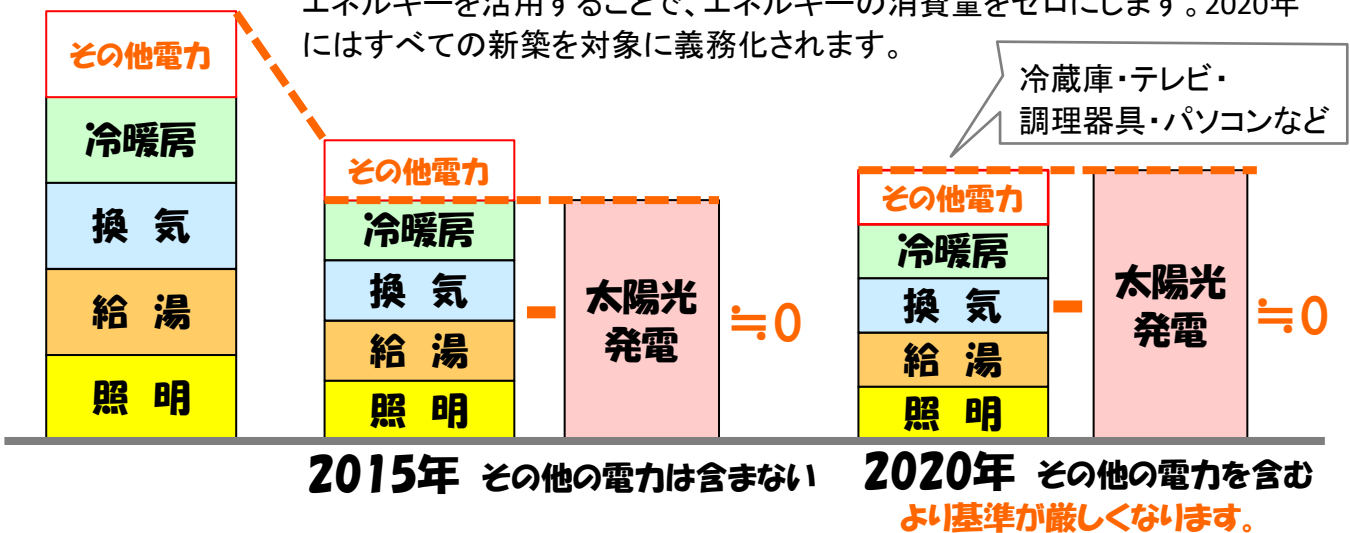 エネルギーを活用することで、エネルギーの消費量をゼロにします。2020年
にはすべての新築を対象に義務化されます。
冷蔵庫・テレビ・
調理器具・パソコンなど
その他電力
冷暖房
換 気
給 湯
照 明
その他電力
冷暖房
換 気
給 湯
照 明
-
太陽光
発電
≒0
その他電力
冷暖房
換 気
給 湯
照 明
-
太陽光
発電
≒0
2015年 その他の電力は含まない
2020年 その他の電力を含む
より基準が厳しくなります。